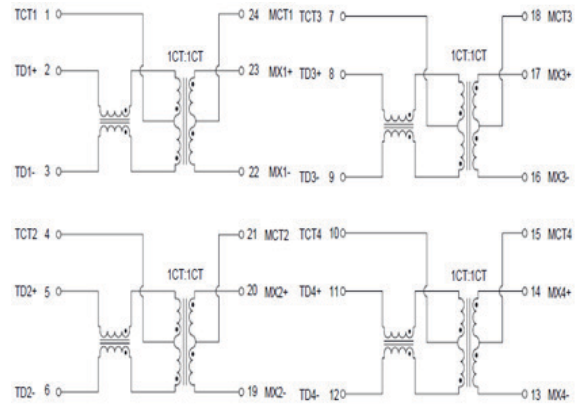 TCT1 1 24 MCT1
1CT:1CT
TD1+ 2 23 MX1+
TD1- 3 22 MX1-
TCT3 7 18 MCT3
1CT:1CT
TD3+ 8 17 MX3+
TD3- 9 16 MX3-
TCT2 4 21 MCT2
1CT:1CT
TD2+ 5 20 MX2+
TD2- 6 19 MX2-
TCT4 10 15 MCT4
1CT:1CT
TD4+ 11 14 MX4+
TD4- 12 13 MX4-